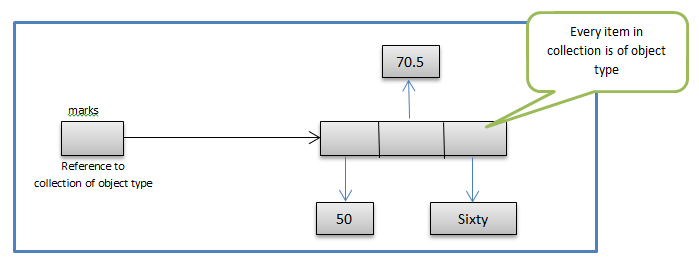 Every item in
collection is of object
type
70.5
marks
Reference to
collection of object type
50
Sixty